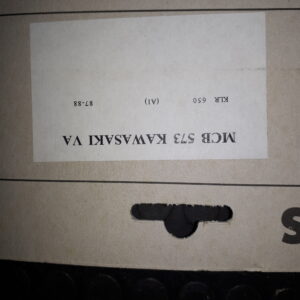 MCB 573 KAWASAKI VA
KLR 650 (A1) 87-88
S